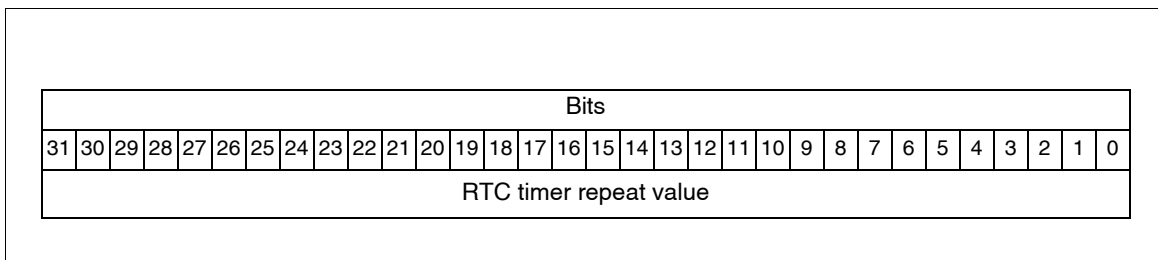 Bits
31 30 29 28 27 26 25 24 23 22 21 20 19 18 17 16 15 14 13 12 11 10 9 8 7 6 5 4 3 2 1 0
RTC timer repeat value